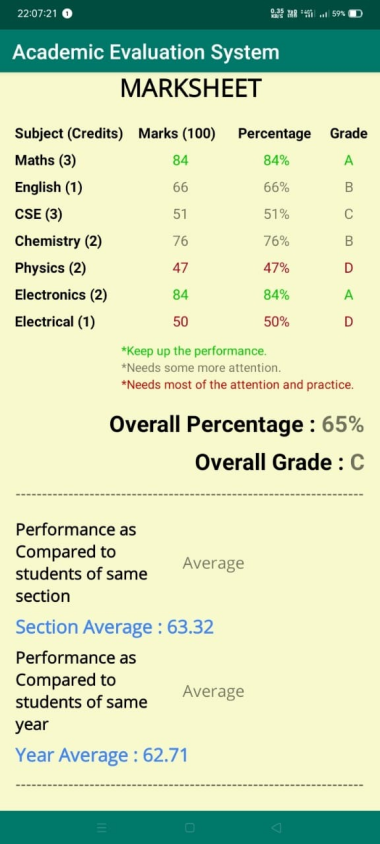 22:07:21 1 59%
Academic Evaluation System
MARKSHEET
Subject (Credits) Marks (100) Percentage Grade
Maths (3) 84 84% A
English (1) 66 66% B
CSE (3) 51 51% C
Chemistry (2) 76 76% B
Physics (2) 47 47% D
Electronics (2) 84 84% A
Electrical (1) 50 50% D
*Keep up the performance.
*Needs some more attention.
*Needs most of the attention and practice.
Overall Percentage : 65%
Overall Grade : C
Performance as
Compared to
students of same
section
Average
Section Average : 63.32
Performance as
Compared to
students of same
year
Average
Year Average : 62.71